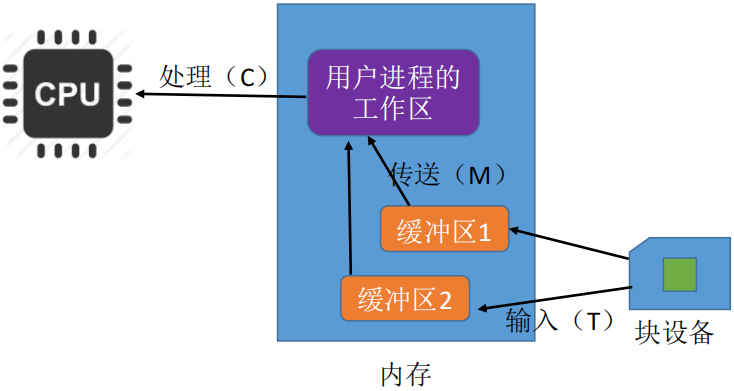 用户进程的
工作区
处理（C）
CPU
传送（M）
缓冲区1
缓冲区2
输入（T）
块设备
内存